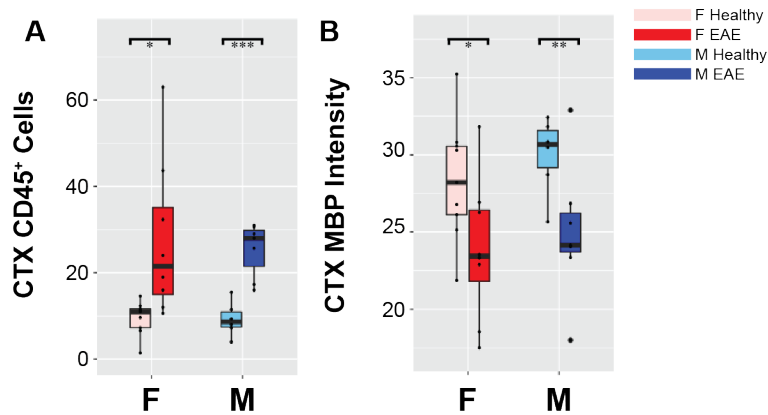 A
CTX CD45⁺ Cells
60
40
20
0
*
***
F
M
B
CTX MBP Intensity
35
30
25
20
*
**
F
M
F Healthy
F EAE
M Healthy
M EAE